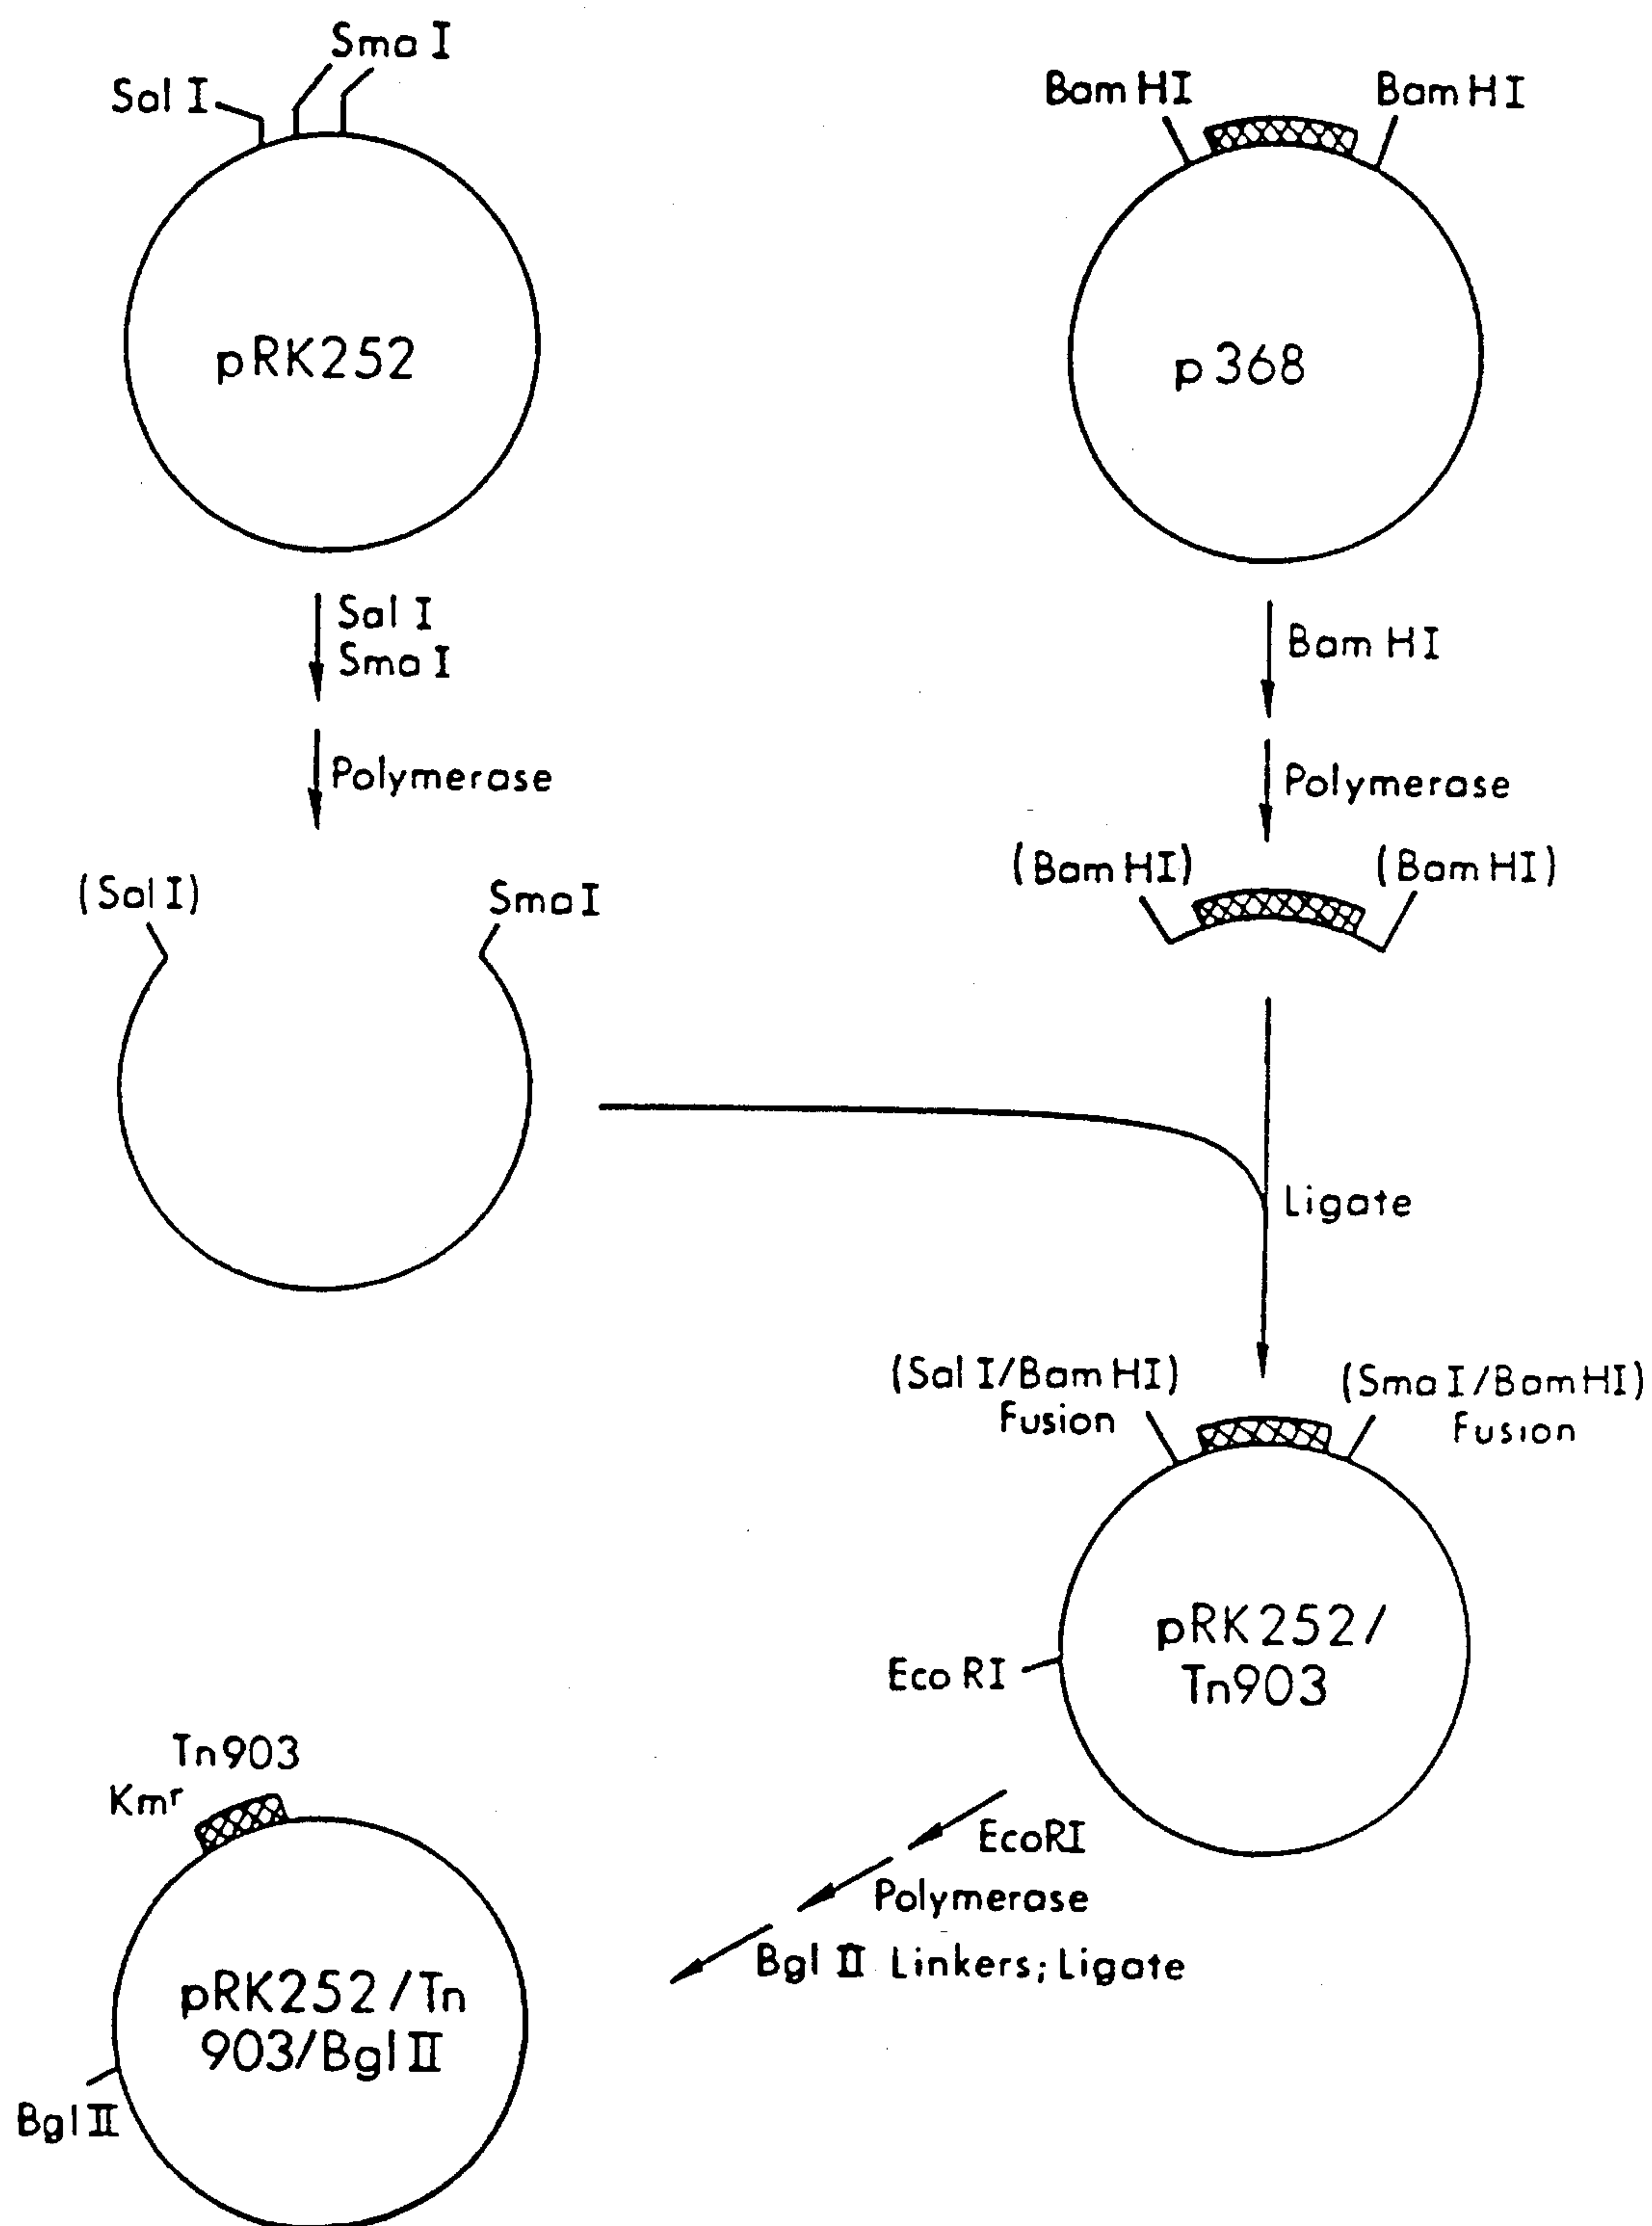 Sma I
Sal I
Bam HI
Bam HI
pRK252
p368
Sal I
Sma I
Bam HI
Polymerase
Polymerase
(Sal I)
Sma I
(Bam HI)
(Bam HI)
Ligate
(Sal I/Bam HI)
Fusion
(Sma I/Bam HI)
Fusion
pRK252/
Tn903
Eco RI
EcoRI
Polymerase
Bgl II Linkers; Ligate
Tn903
Kmr
pRK252/Tn
903/Bgl II
Bgl II